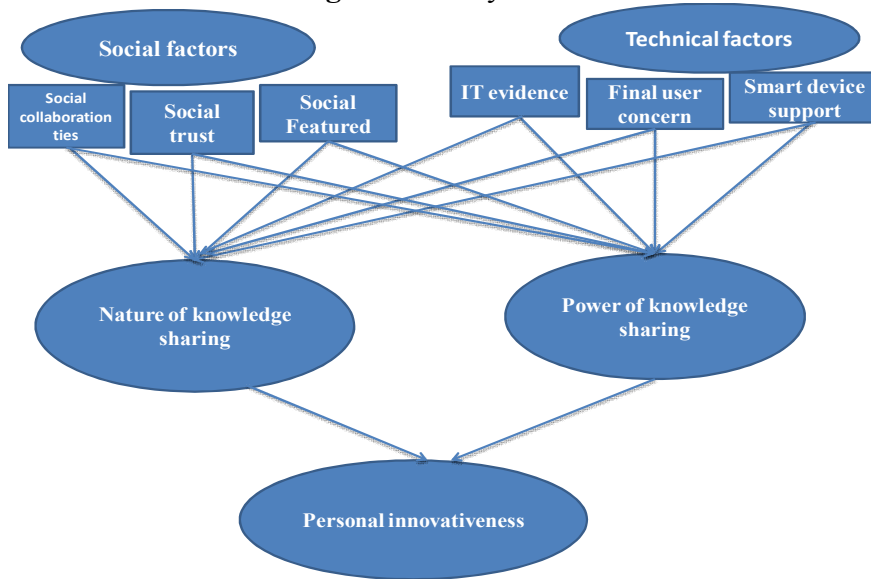 Social factors
Technical factors
Social
collaboration
ties
Social
trust
Social
Featured
IT evidence
Final user
concern
Smart device
support
Nature of knowledge
sharing
Power of knowledge
sharing
Personal innovativeness